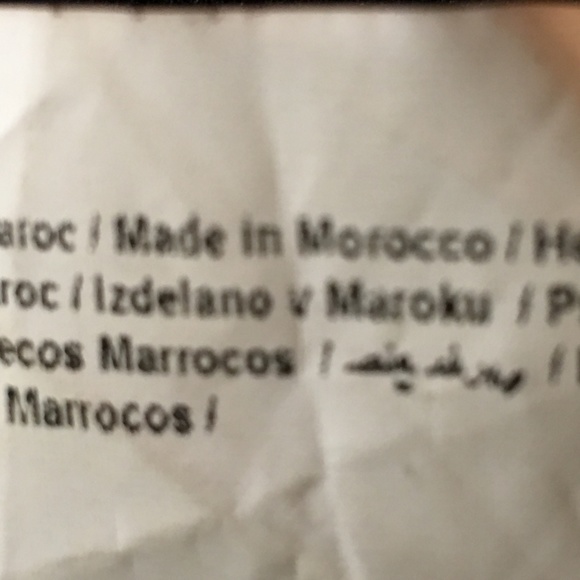 aroc / Made in Morocco / H
roc / Izdelano v Maroku / P
ecos Marrocos / /
Marrocos /